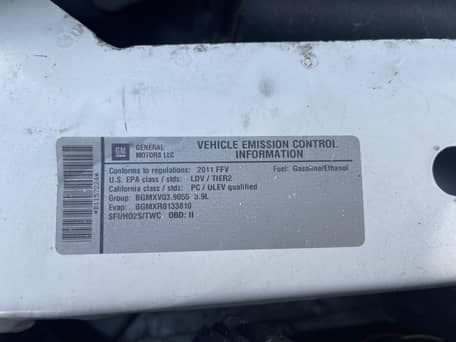 GM
GENERAL MOTORS LLC
VEHICLE EMISSION CONTROL INFORMATION
Conforms to regulations: 2011 FFV Fuel: Gasoline/Ethanol
U.S. EPA class / stds: LDV / TIER2
California class / stds: PC / ULEV qualified
Group: BGMXV03.9055 3.9L
Evap: BGMXR0133810
SFI/HO2S/TWC OBD: II